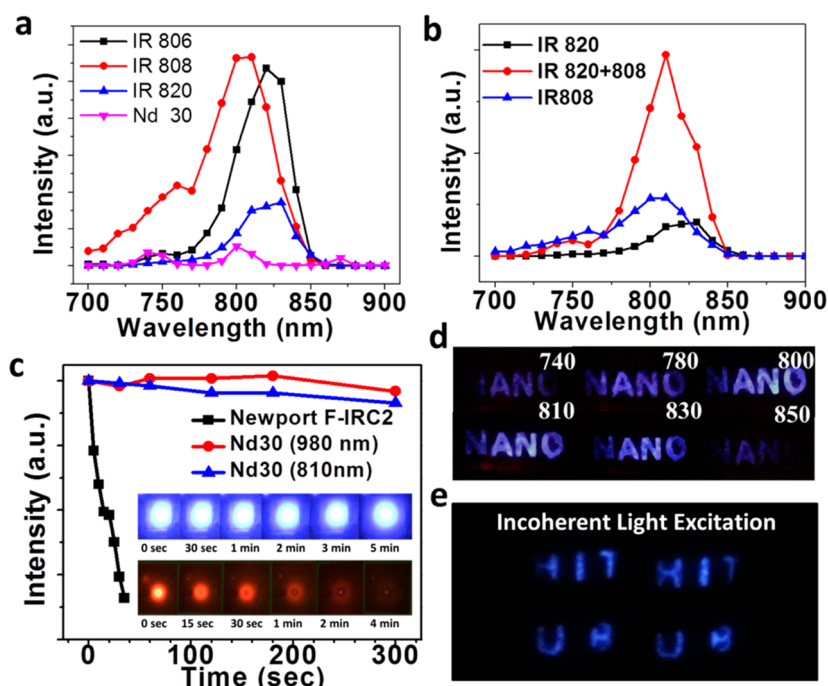 a
IR 806
IR 808
IR 820
Nd 30
Intensity (a.u.)
700 750 800 850 900
Wavelength (nm)
b
IR 820
IR 820+808
IR808
Intensity (a.u.)
700 750 800 850 900
Wavelength (nm)
c
Newport F-IRC2
Nd30 (980 nm)
Nd30 (810nm)
0 sec 30 sec 1 min 2 min 3 min 5 min
0 sec 15 sec 30 sec 1 min 2 min 4 min
Intensity (a.u.)
0 100 200 300
Time (sec)
d
740 780 800
NANO NANO NANO
810 830 850
NANO NANO NANO
e
Incoherent Light Excitation
HIT HIT
U B U B